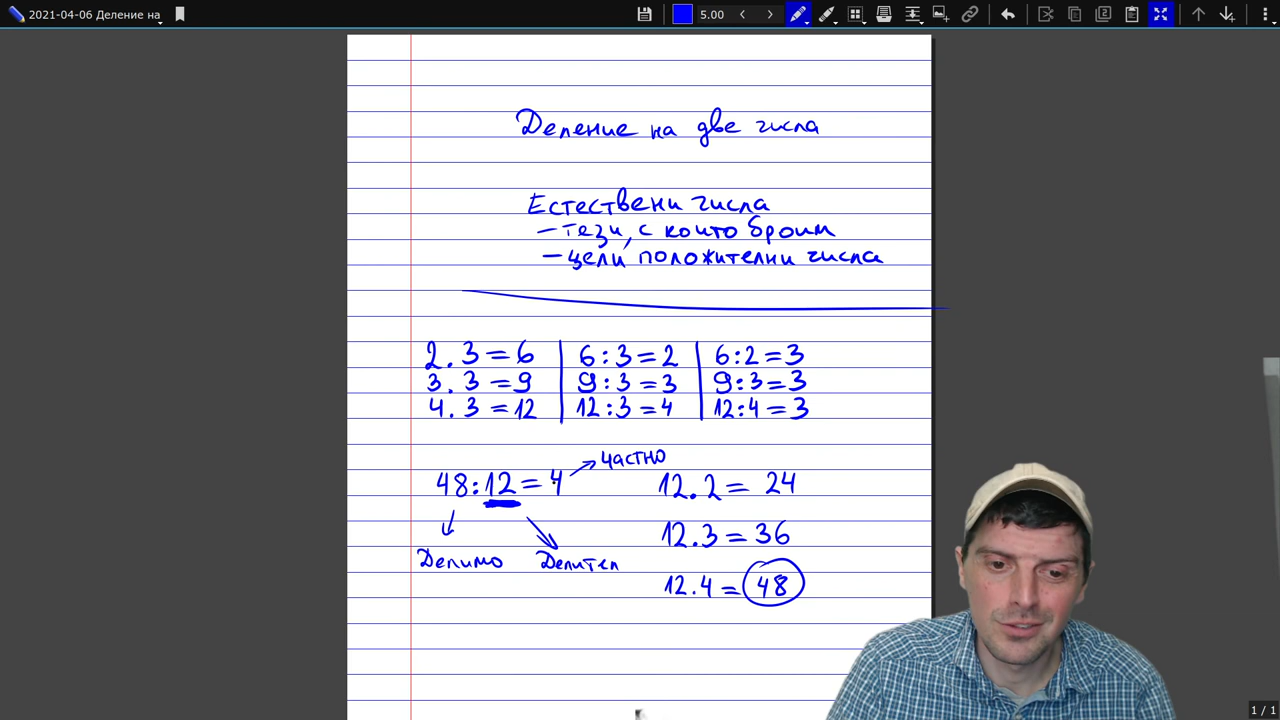 2021-04-06 Деление на
5.00
Деление на две числа
Естествени числа
– тези, с които броим
– цели положителни числа
2. 3 = 6 | 6 : 3 = 2 | 6 : 2 = 3
3. 3 = 9 | 9 : 3 = 3 | 9 : 3 = 3
4. 3 = 12 | 12 : 3 = 4 | 12 : 4 = 3
частно
48 : 12 = 4
12. 2 = 24
12.3 = 36
Делимо
Делител
12.4 = 48
1 / 1